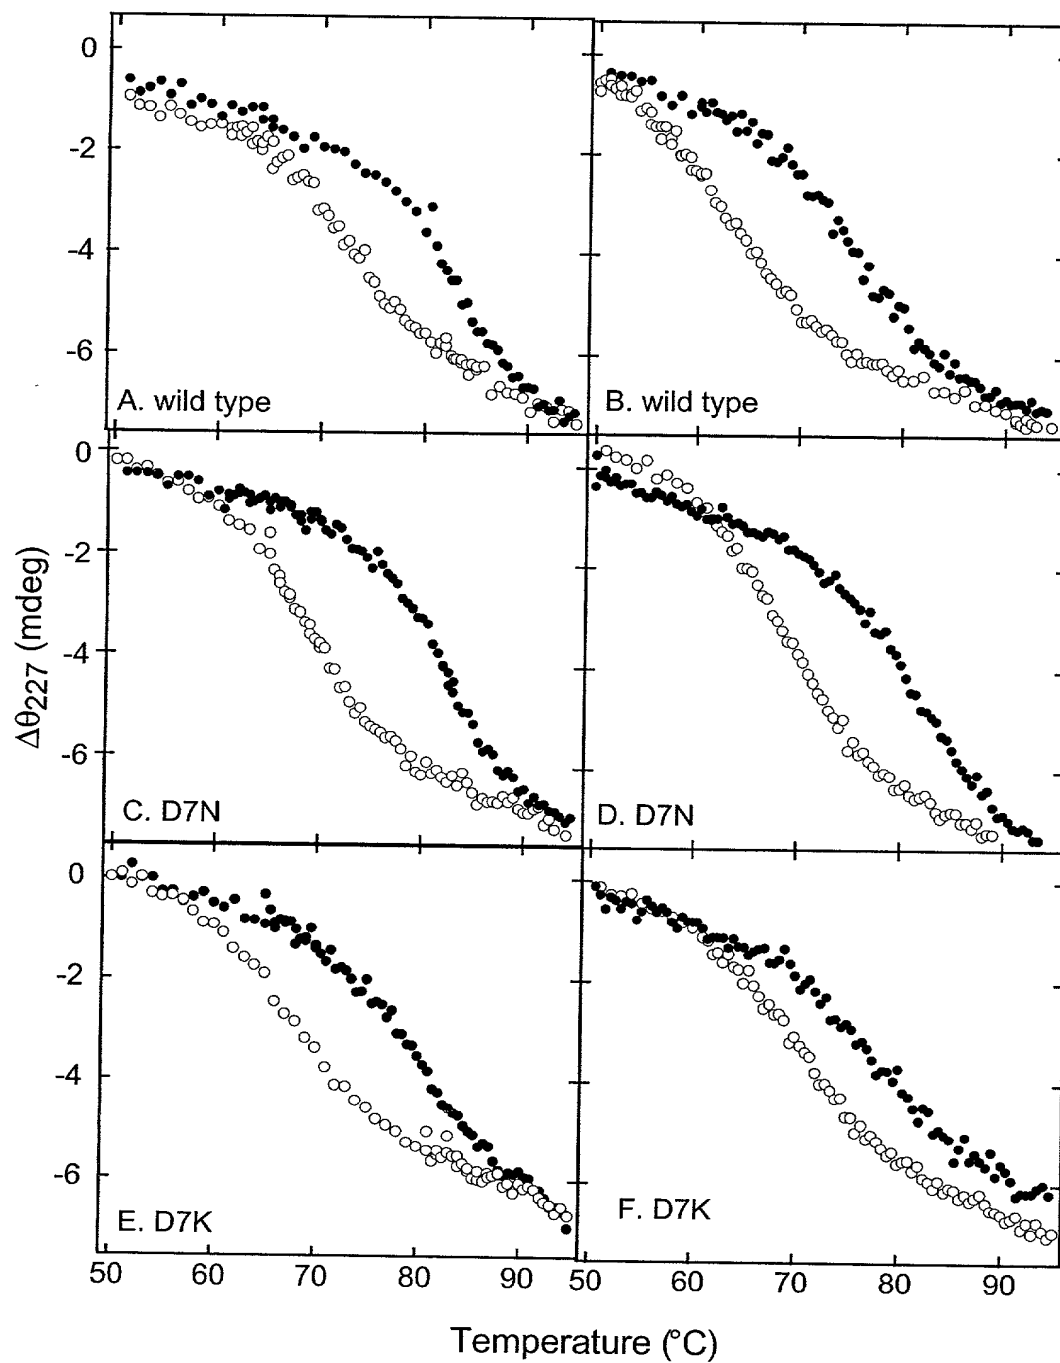 0
-2
-4
-6
A. wild type
B. wild type
0
-2
-4
-6
C. D7N
D. D7N
Δθ227 (mdeg)
0
-2
-4
-6
E. D7K
F. D7K
50 60 70 80 90 50 60 70 80 90
Temperature (°C)